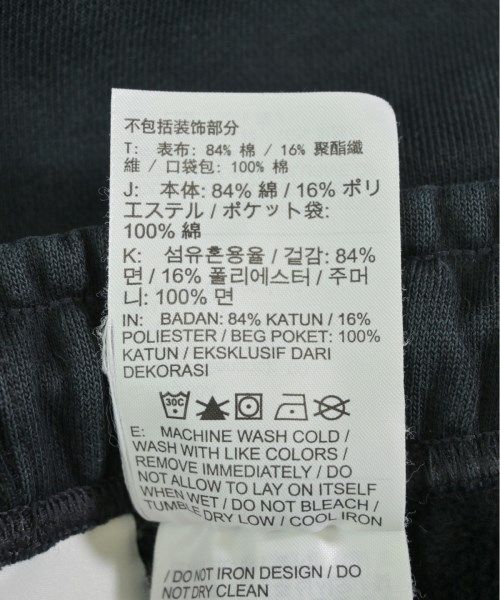 不包括装饰部分
T: 表布: 84% 棉 / 16% 聚酯纖
維 / 口袋包: 100% 棉
J: 本体: 84% 綿 / 16% ポリ
エステル / ポケット袋:
100% 綿
K: 섬유혼용율 / 겉감: 84%
면 / 16% 폴리에스터 / 주머
니: 100% 면
IN: BADAN: 84% KATUN / 16%
POLIESTER / BEG POKET: 100%
KATUN / EKSKLUSIF DARI
DEKORASI
30C
E: MACHINE WASH COLD /
WASH WITH LIKE COLORS /
REMOVE IMMEDIATELY / DO
NOT ALLOW TO LAY ON ITSELF
WHEN WET / DO NOT BLEACH /
TUMBLE DRY LOW / COOL IRON
/ DO NOT IRON DESIGN / DO
NOT DRY CLEAN